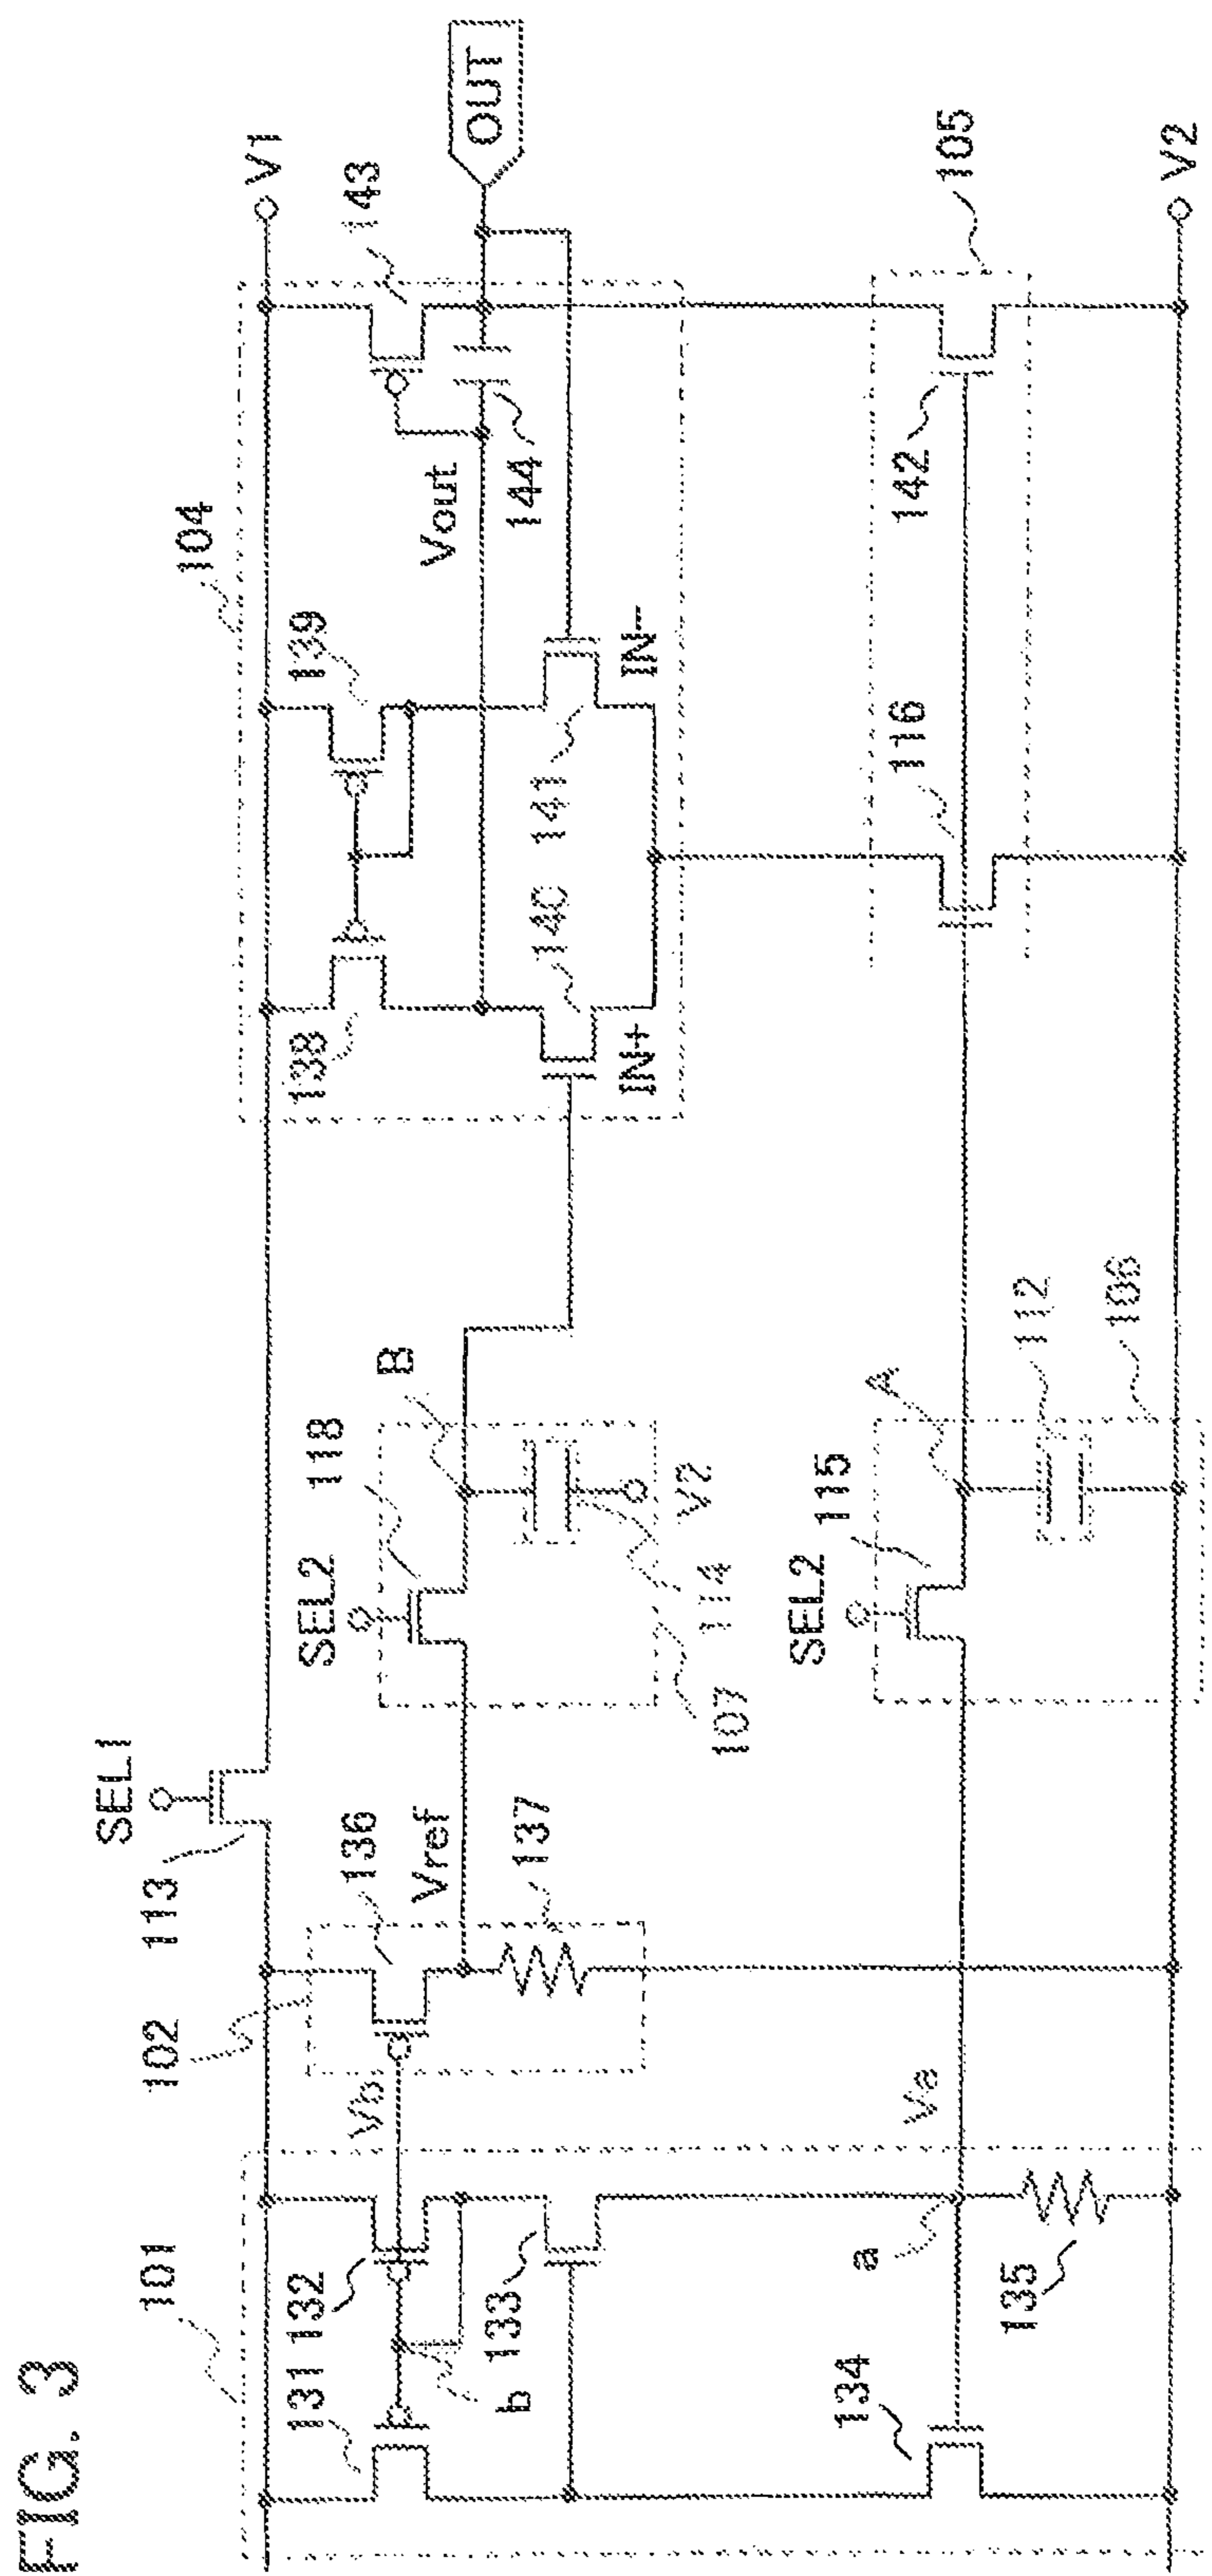 FIG. 3
101
131
132
b
133
134
a
135
Va
Vb
102
136
Vref
137
113
SEL1
SEL2
118
B
114
V2
107
SEL2
115
A
112
106
104
138
139
IN+
140
141
IN-
Vout
144
143
OUT
V1
116
142
105
V2